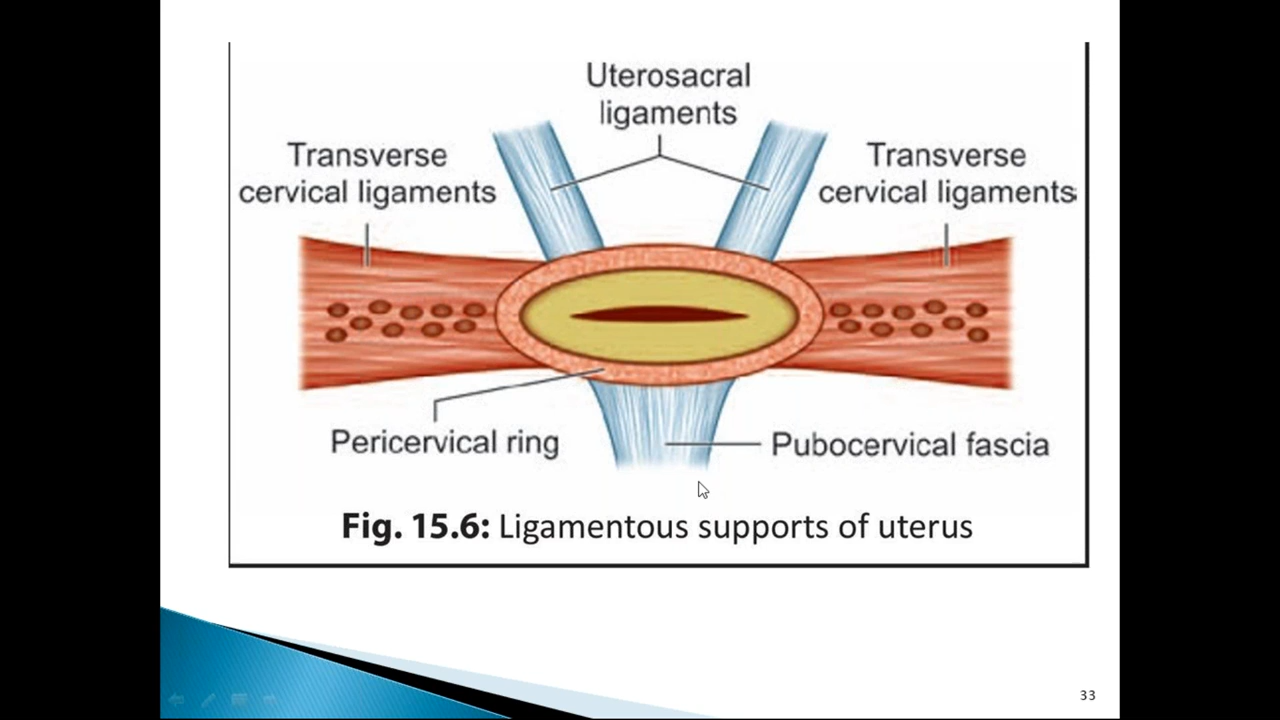 Uterosacral
ligaments
Transverse
cervical ligaments
Transverse
cervical ligaments
Pericervical ring
Pubocervical fascia
Fig. 15.6: Ligamentous supports of uterus
33